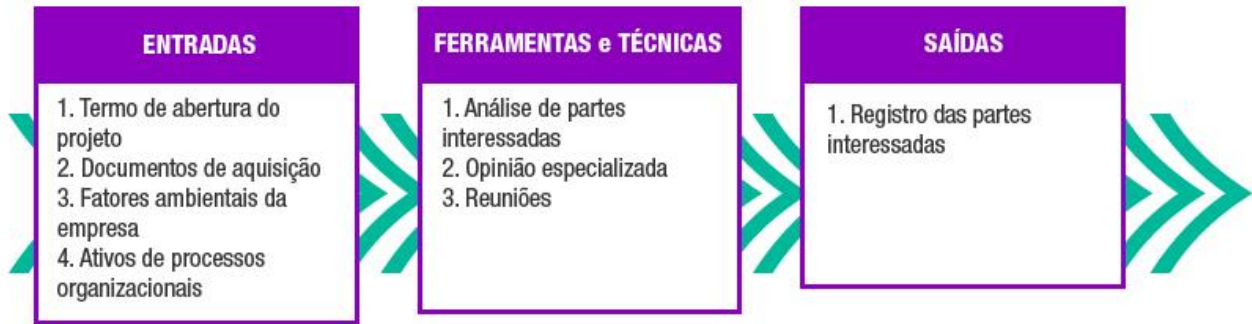 ENTRADAS
1. Termo de abertura do
projeto
2. Documentos de aquisição
3. Fatores ambientais da
empresa
4. Ativos de processos
organizacionais
FERRAMENTAS e TÉCNICAS
1. Análise de partes
interessadas
2. Opinião especializada
3. Reuniões
SAÍDAS
1. Registro das partes
interessadas